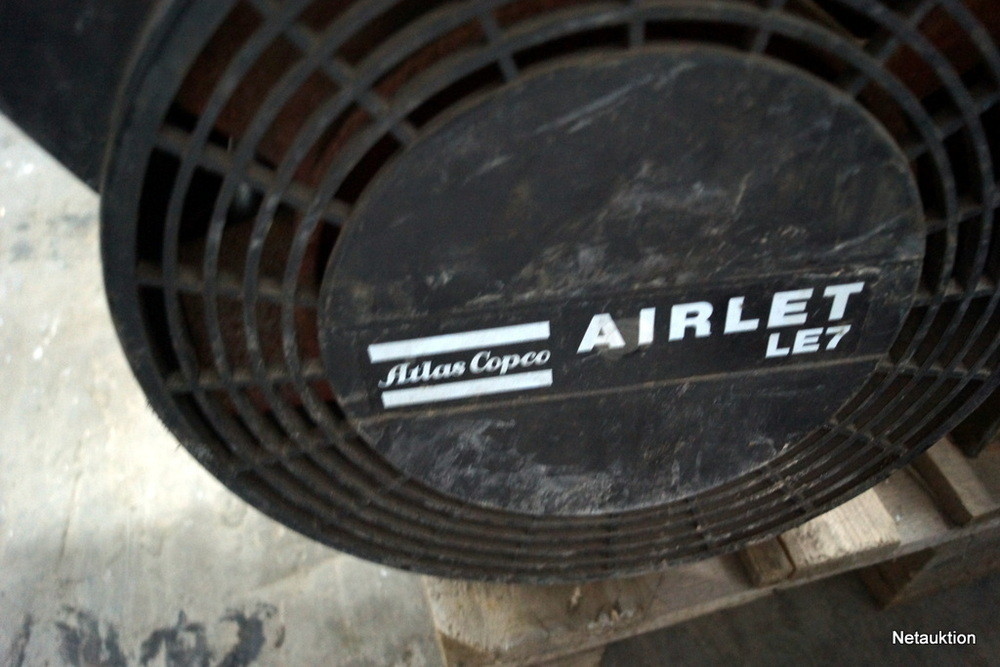 Atlas Copco
AIRLET
LE7
Netauktion